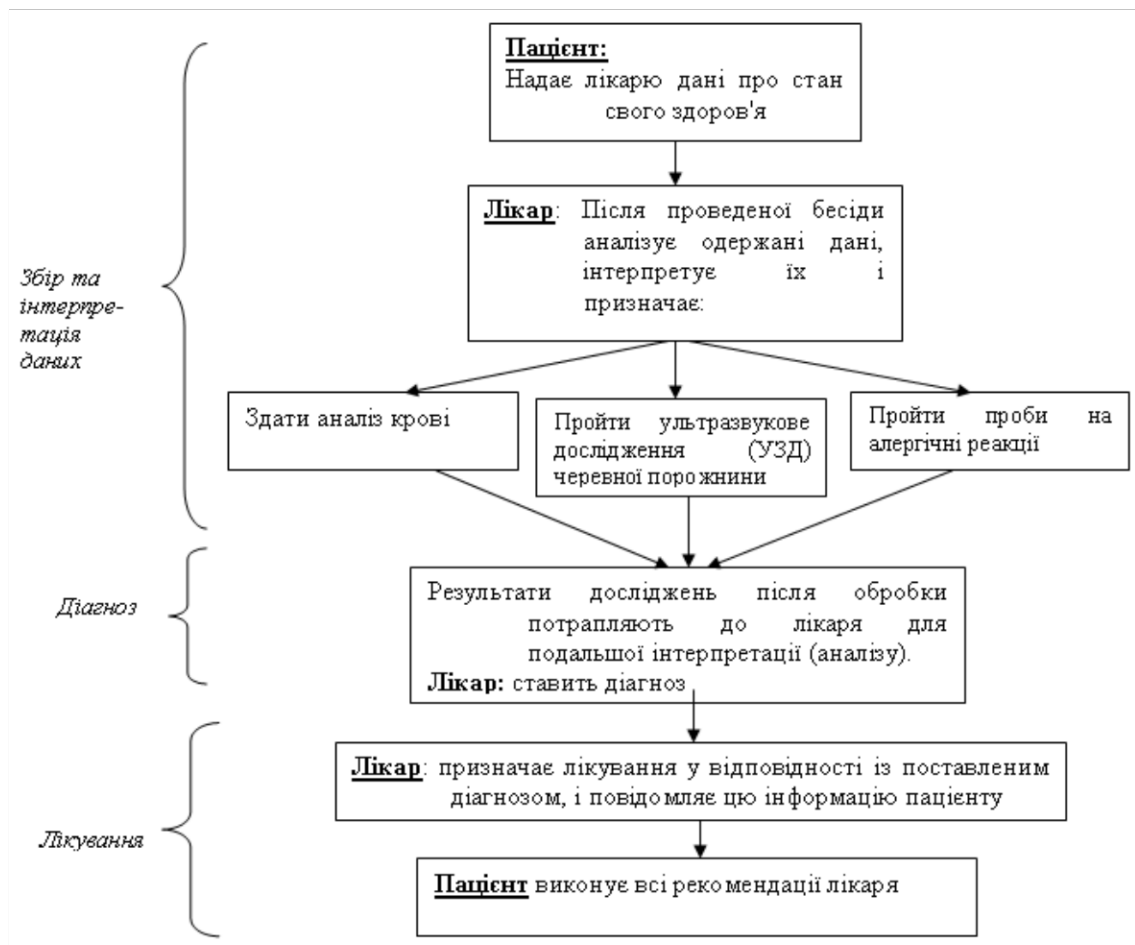 Пацієнт:
Надає лікарю дані про стан
свого здоров'я
Лікар: Після проведеної бесіди
аналізує одержані дані,
інтерпретує їх і
призначає:
Збір та
інтерпре-
тація
даних
Здати аналіз крові
Пройти ультразвукове
дослідження (УЗД)
черевної порожнини
Пройти проби на
алергічні реакції
Діагноз
Результати досліджень після обробки
потрапляють до лікаря для
подальшої інтерпретації (аналізу).
Лікар: ставить діагноз
Лікар: призначає лікування у відповідності із поставленим
діагнозом, і повідомляє цю інформацію пацієнту
Лікування
Пацієнт виконує всі рекомендації лікаря